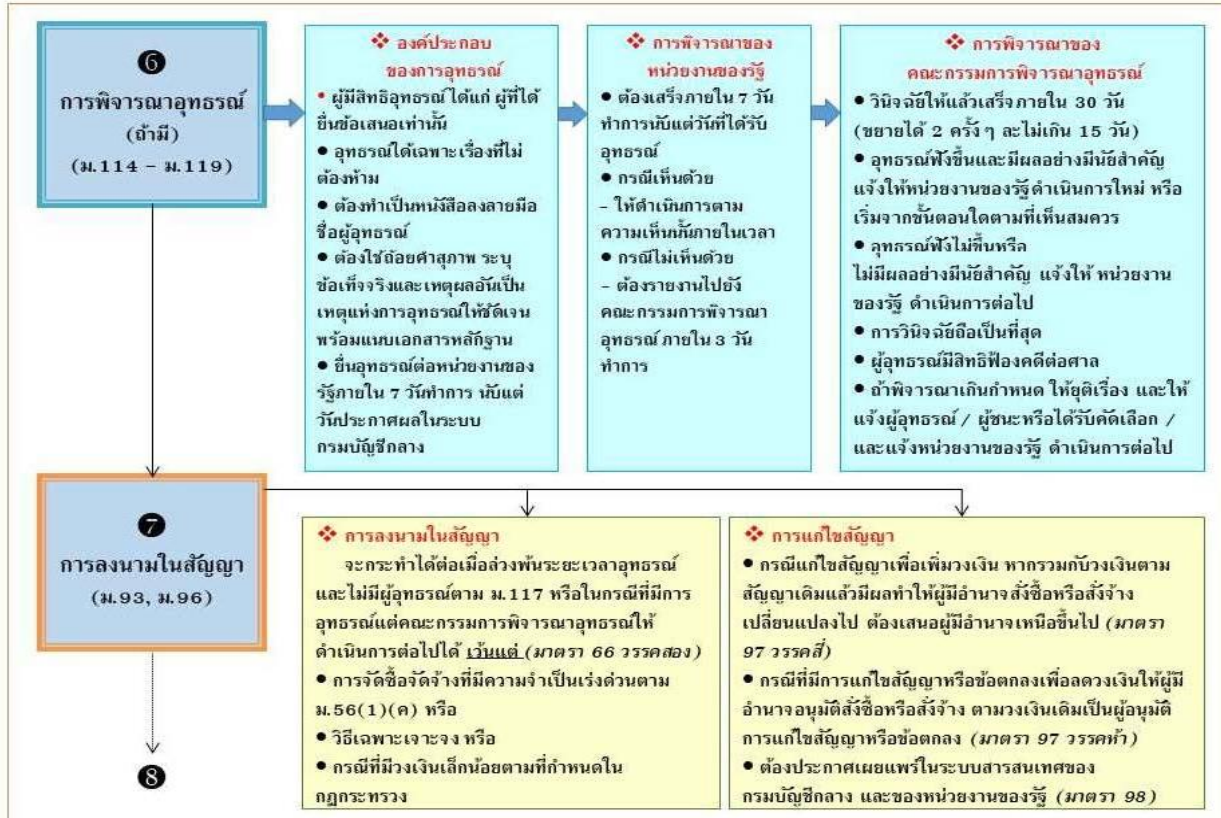 ❻
การพิจารณาอุทธรณ์
(ถ้ามี)
(ม.114 – ม.119)
❖ องค์ประกอบ
ของการอุทธรณ์
• ผู้มีสิทธิอุทธรณ์ ได้แก่ ผู้ที่ได้
ยื่นข้อเสนอเท่านั้น
● อุทธรณ์ได้เฉพาะเรื่องที่ไม่
ต้องห้าม
● ต้องทำเป็นหนังสือลงลายมือ
ชื่อผู้อุทธรณ์
● ต้องใช้ถ้อยคำสุภาพ ระบุ
ข้อเท็จจริงและเหตุผลอันเป็น
เหตุแห่งการอุทธรณ์ให้ชัดเจน
พร้อมแนบเอกสารหลักฐาน
● ยื่นอุทธรณ์ต่อหน่วยงานของ
รัฐภายใน 7 วันทำการ นับแต่
วันประกาศผลในระบบ
กรมบัญชีกลาง
❖ การพิจารณาของ
หน่วยงานของรัฐ
● ต้องเสร็จภายใน 7 วัน
ทำการนับแต่วันที่ได้รับ
อุทธรณ์
● กรณีเห็นด้วย
– ให้ดำเนินการตาม
ความเห็นนั้นภายในเวลา
● กรณีไม่เห็นด้วย
– ต้องรายงานไปยัง
คณะกรรมการพิจารณา
อุทธรณ์ ภายใน 3 วัน
ทำการ
❖ การพิจารณาของ
คณะกรรมการพิจารณาอุทธรณ์
● วินิจฉัยให้แล้วเสร็จภายใน 30 วัน
(ขยายได้ 2 ครั้ง ๆ ละไม่เกิน 15 วัน)
● อุทธรณ์ฟังขึ้นและมีผลอย่างมีนัยสำคัญ
แจ้งให้หน่วยงานของรัฐดำเนินการใหม่ หรือ
เริ่มจากขั้นตอนใดตามที่เห็นสมควร
● อุทธรณ์ฟังไม่ขึ้นหรือ
ไม่มีผลอย่างมีนัยสำคัญ แจ้งให้ หน่วยงาน
ของรัฐ ดำเนินการต่อไป
● การวินิจฉัยถือเป็นที่สุด
● ผู้อุทธรณ์มีสิทธิฟ้องคดีต่อศาล
● ถ้าพิจารณาเกินกำหนด ให้ยุติเรื่อง และให้
แจ้งผู้อุทธรณ์ / ผู้ชนะหรือได้รับคัดเลือก /
และแจ้งหน่วยงานของรัฐ ดำเนินการต่อไป
❼
การลงนามในสัญญา
(ม.93, ม.96)
❖ การลงนามในสัญญา
จะกระทำได้ต่อเมื่อล่วงพ้นระยะเวลาอุทธรณ์
และไม่มีผู้อุทธรณ์ตาม ม.117 หรือในกรณีที่มีการ
อุทธรณ์แต่คณะกรรมการพิจารณาอุทธรณ์ให้
ดำเนินการต่อไปได้ เว้นแต่ (มาตรา 66 วรรคสอง)
● การจัดซื้อจัดจ้างที่มีความจำเป็นเร่งด่วนตาม
ม.56(1)(ค) หรือ
● วิธีเฉพาะเจาะจง หรือ
● กรณีที่มีวงเงินเล็กน้อยตามที่กำหนดใน
กฎกระทรวง
❖ การแก้ไขสัญญา
● กรณีแก้ไขสัญญาเพื่อเพิ่มวงเงิน หากรวมกับวงเงินตาม
สัญญาเดิมแล้วมีผลทำให้ผู้มีอำนาจสั่งซื้อหรือสั่งจ้าง
เปลี่ยนแปลงไป ต้องเสนอผู้มีอำนาจเหนือขึ้นไป (มาตรา
97 วรรคสี่)
● กรณีที่มีการแก้ไขสัญญาหรือข้อตกลงเพื่อลดวงเงินให้ผู้มี
อำนาจอนุมัติสั่งซื้อหรือสั่งจ้าง ตามวงเงินเดิมเป็นผู้อนุมัติ
การแก้ไขสัญญาหรือข้อตกลง (มาตรา 97 วรรคห้า)
● ต้องประกาศเผยแพร่ในระบบสารสนเทศของ
กรมบัญชีกลาง และของหน่วยงานของรัฐ (มาตรา 98)
❽